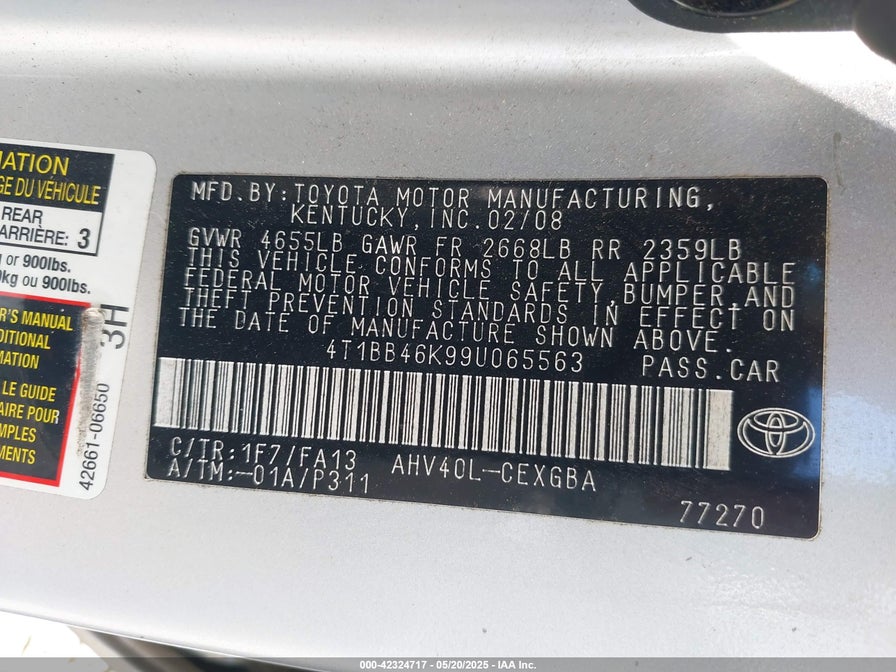 MATION
GE DU VÉHICULE
REAR
ARRIÈRE: 3
or 900lbs.
kg ou 900lbs.
R'S MANUAL
DITIONAL
MATION
LE GUIDE
AIRE POUR
MPLES
MENTS
42661-06650
3H
MFD.BY:TOYOTA MOTOR MANUFACTURING,
KENTUCKY,INC.02/08
GVWR 4655LB GAWR FR 2668LB RR 2359LB
THIS VEHICLE CONFORMS TO ALL APPLICABLE
FEDERAL MOTOR VEHICLE SAFETY,BUMPER,AND
THEFT PREVENTION STANDARDS IN EFFECT ON
THE DATE OF MANUFACTURE SHOWN ABOVE.
4T1BB46K99U065563 PASS.CAR
C/TR:1F7/FA13 AHV40L-CEXGBA
A/TM:-01A/P311
77270
000-42324717 - 05/20/2025 - IAA Inc.